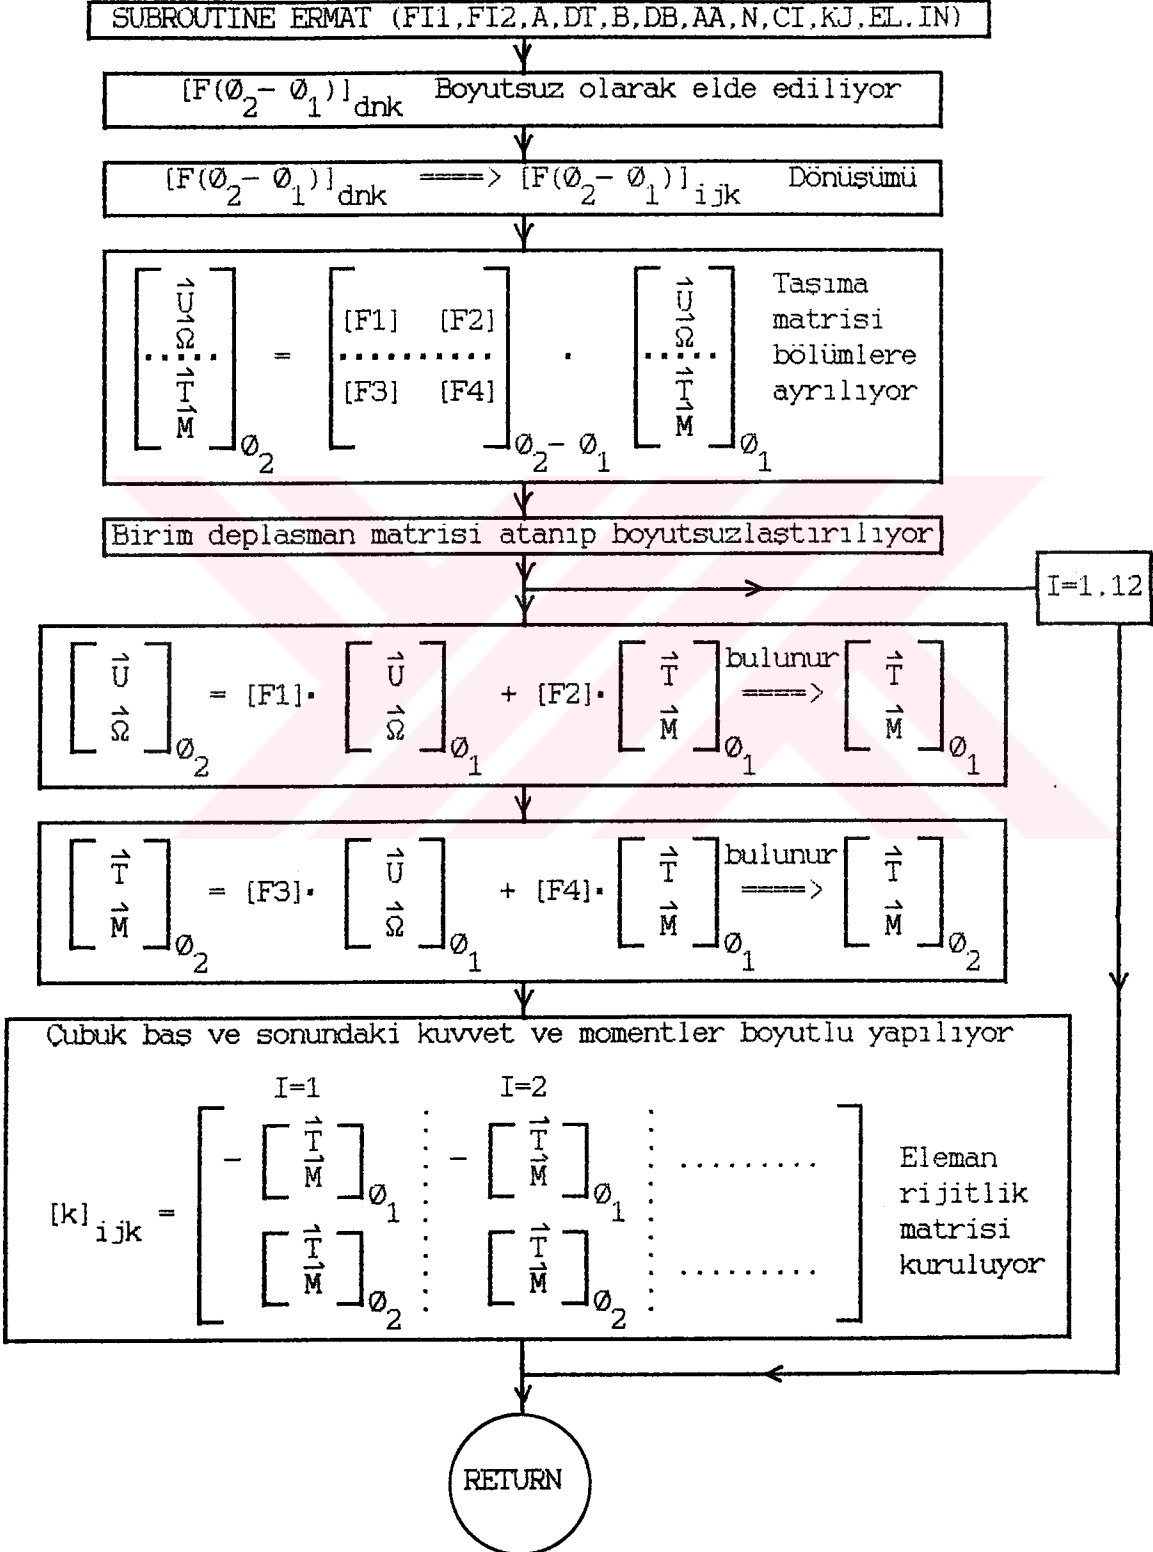 SUBROUTINE ERMAT (FI1,FI2,A,DT,B,DB,AA,N,CI,KJ,EL.IN)
[F(Ø2- Ø1)]dnk Boyutsuz olarak elde ediliyor
[F(Ø2- Ø1)]dnk ====> [F(Ø2- Ø1)]ijk Dönüşümü
U⃗ U⃗ Taşıma
Ω⃗ [F1] [F2] Ω⃗ matrisi
..... = .......... . ..... bölümlere
T⃗ [F3] [F4] T⃗ ayrılıyor
M⃗ Ø2 Ø2- Ø1 M⃗ Ø1
Birim deplasman matrisi atanıp boyutsuzlaştırılıyor
I=1,12
[U⃗ Ω⃗]Ø2 = [F1]. [U⃗ Ω⃗]Ø1 + [F2]. [T⃗ M⃗]Ø1 bulunur ====> [T⃗ M⃗]Ø1
[T⃗ M⃗]Ø2 = [F3]. [U⃗ Ω⃗]Ø1 + [F4]. [T⃗ M⃗]Ø1 bulunur ====> [T⃗ M⃗]Ø2
Çubuk baş ve sonundaki kuvvet ve momentler boyutlu yapılıyor
I=1 I=2
- [T⃗ M⃗]Ø1 - [T⃗ M⃗]Ø1 ......... Eleman
rijitlik
[k]ijk = matrisi
[T⃗ M⃗]Ø2 [T⃗ M⃗]Ø2 ......... kuruluyor
RETURN